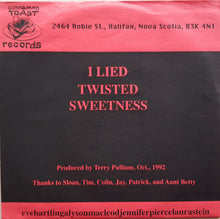 cinnamon
TOAST
records
2464 Robie St., Halifax, Nova Scotia, B3K 4N1
I LIED
TWISTED
SWEETNESS
Produced by Terry Pulliam, Oct., 1992
Thanks to Sloan, Tim, Colin, Jay, Patrick, and Aunt Betty
evehartlingalysonmacleodjenniferpiercelaurastein